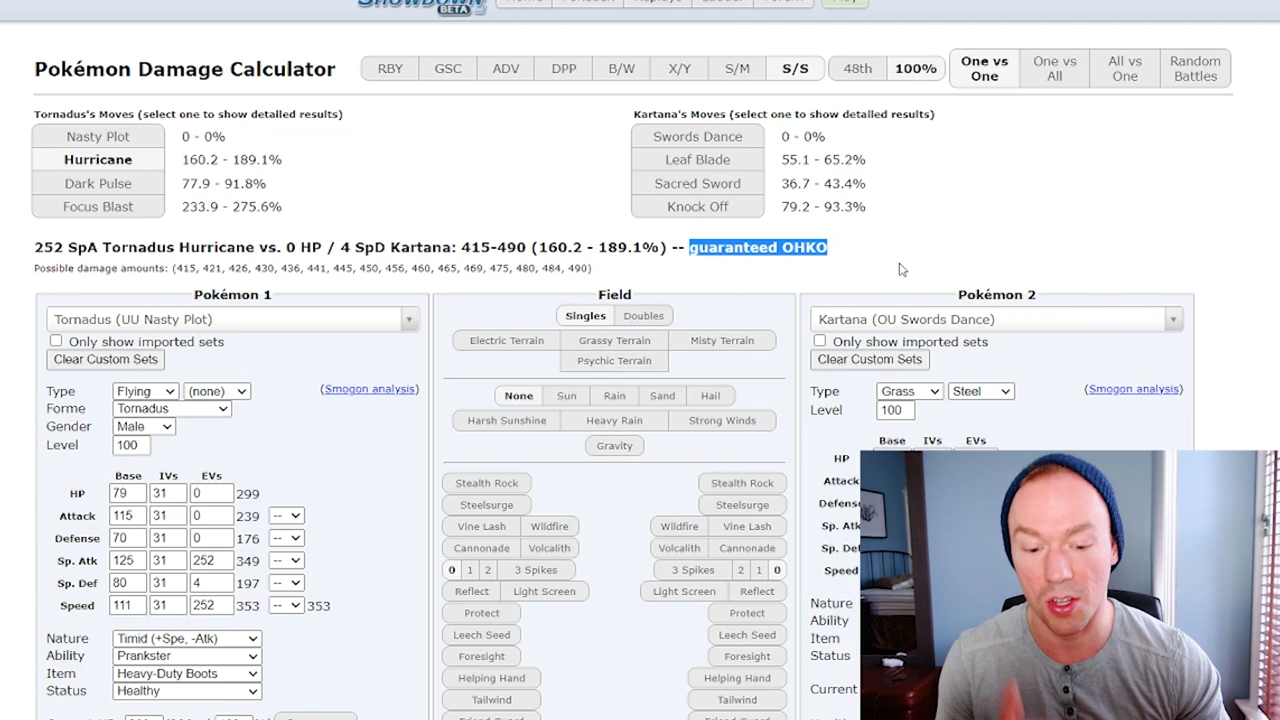 SHOWDOWN
BETA
Pokémon Damage Calculator
RBY GSC ADV DPP B/W X/Y S/M S/S 48th 100% One vs One One vs All All vs One Random Battles
Tornadus's Moves (select one to show detailed results)
Nasty Plot 0 - 0%
Hurricane 160.2 - 189.1%
Dark Pulse 77.9 - 91.8%
Focus Blast 233.9 - 275.6%
Kartana's Moves (select one to show detailed results)
Swords Dance 0 - 0%
Leaf Blade 55.1 - 65.2%
Sacred Sword 36.7 - 43.4%
Knock Off 79.2 - 93.3%
252 SpA Tornadus Hurricane vs. 0 HP / 4 SpD Kartana: 415-490 (160.2 - 189.1%) -- guaranteed OHKO
Possible damage amounts: (415, 421, 426, 430, 436, 441, 445, 450, 456, 460, 465, 469, 475, 480, 484, 490)
Pokémon 1
Tornadus (UU Nasty Plot)
Only show imported sets
Clear Custom Sets
Type Flying (none) (Smogon analysis)
Forme Tornadus
Gender Male
Level 100
Base IVs EVs
HP 79 31 0 299
Attack 115 31 0 239 --
Defense 70 31 0 176 --
Sp. Atk 125 31 252 349 --
Sp. Def 80 31 4 197 --
Speed 111 31 252 353 -- 353
Nature Timid (+Spe, -Atk)
Ability Prankster
Item Heavy-Duty Boots
Status Healthy
Field
Singles Doubles
Electric Terrain Grassy Terrain Misty Terrain
Psychic Terrain
None Sun Rain Sand Hail
Harsh Sunshine Heavy Rain Strong Winds
Gravity
Stealth Rock Stealth Rock
Steelsurge Steelsurge
Vine Lash Wildfire Wildfire Vine Lash
Cannonade Volcalith Volcalith Cannonade
0 1 2 3 Spikes 3 Spikes 2 1 0
Reflect Light Screen Light Screen Reflect
Protect Protect
Leech Seed Leech Seed
Foresight Foresight
Helping Hand Helping Hand
Tailwind Tailwind
Pokémon 2
Kartana (OU Swords Dance)
Only show imported sets
Clear Custom Sets
Type Grass Steel (Smogon analysis)
Level 100
Base IVs EVs
HP
Attack
Defense
Sp. Atk
Sp. Def
Speed
Nature
Ability
Item
Status
Current